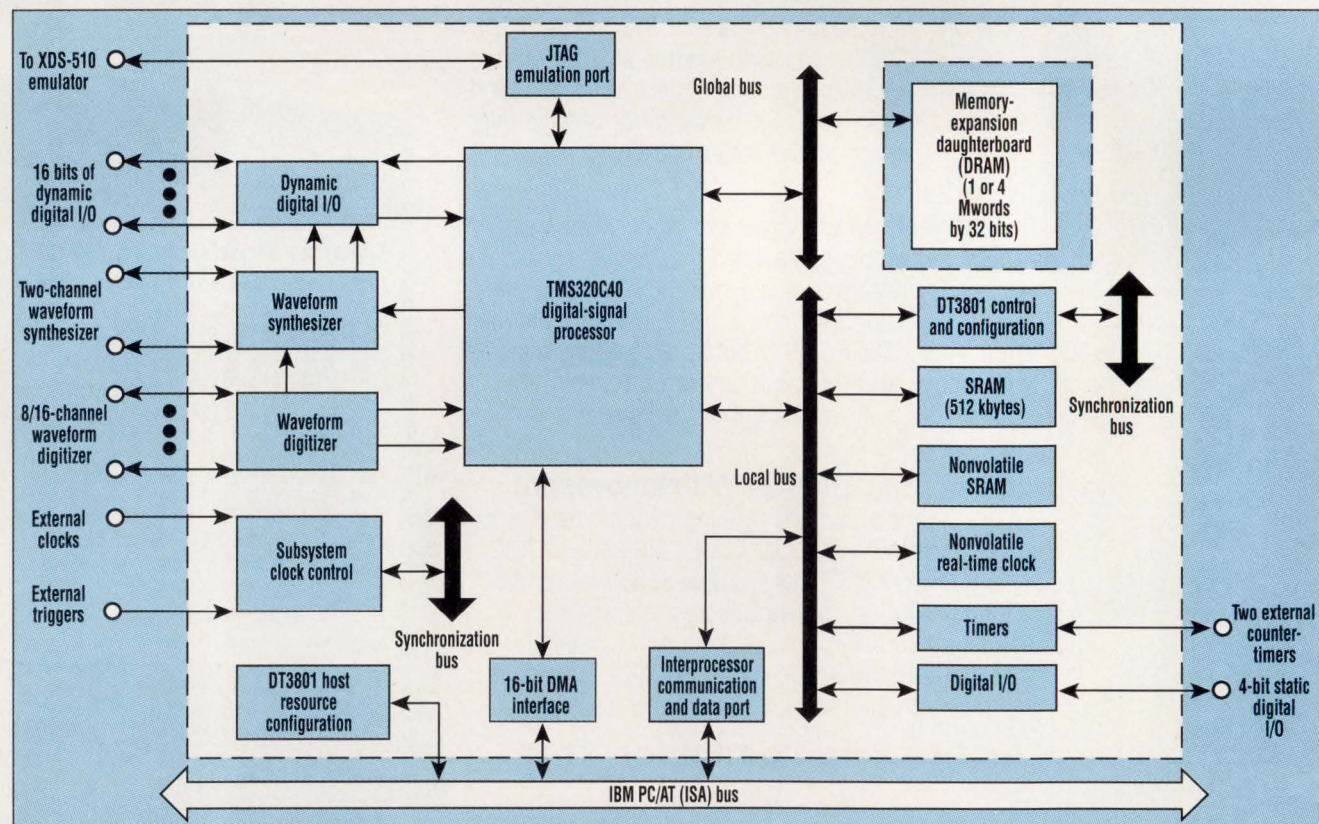 To XDS-510
emulator
JTAG
emulation port
Global bus
Memory-
expansion
daughterboard
(DRAM)
(1 or 4
Mwords
by 32 bits)
16 bits of
dynamic
digital I/O
Dynamic
digital I/O
Two-channel
waveform
synthesizer
Waveform
synthesizer
TMS320C40
digital-signal
processor
DT3801 control
and configuration
Synchronization
bus
8/16-channel
waveform
digitizer
Waveform
digitizer
SRAM
(512 kbytes)
Local bus
Nonvolatile
SRAM
External
clocks
External
triggers
Subsystem
clock control
Synchronization
bus
Nonvolatile
real-time clock
Timers
Two external
counter-
timers
DT3801 host
resource
configuration
16-bit DMA
interface
Interprocessor
communication
and data port
Digital I/O
4-bit static
digital
I/O
IBM PC/AT (ISA) bus